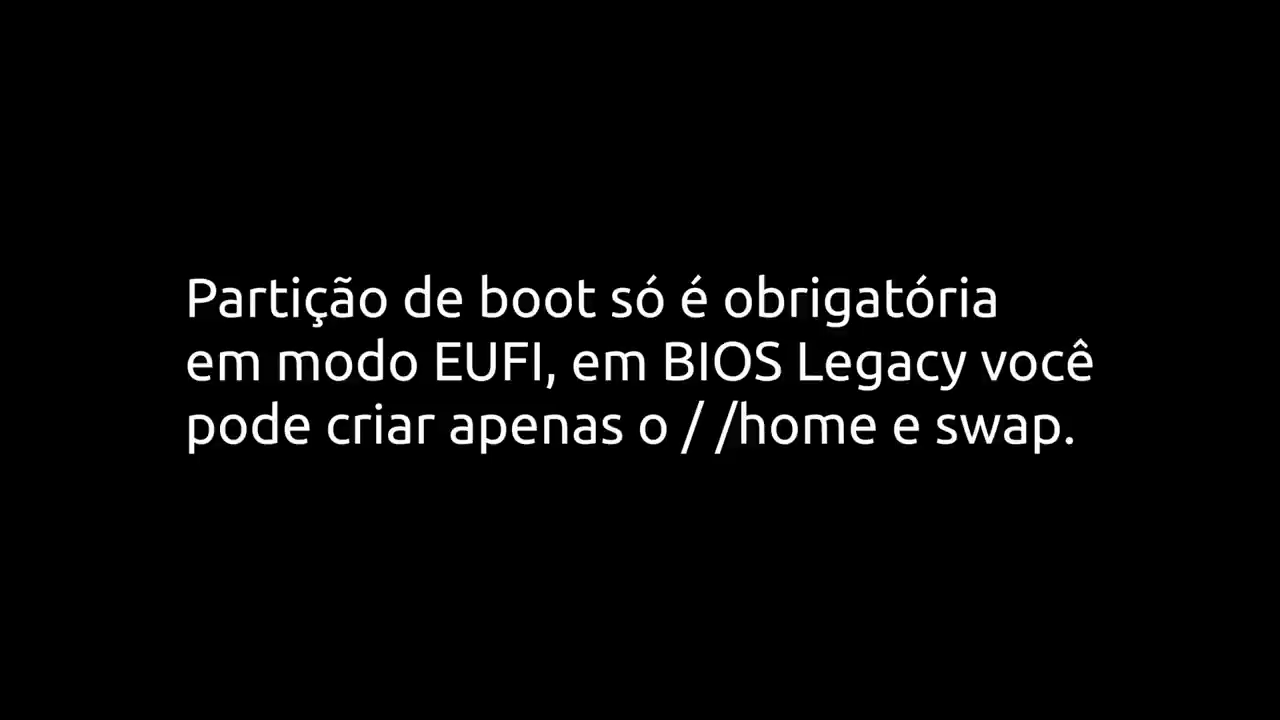 Partição de boot só é obrigatória
em modo EUFI, em BIOS Legacy você
pode criar apenas o / /home e swap.